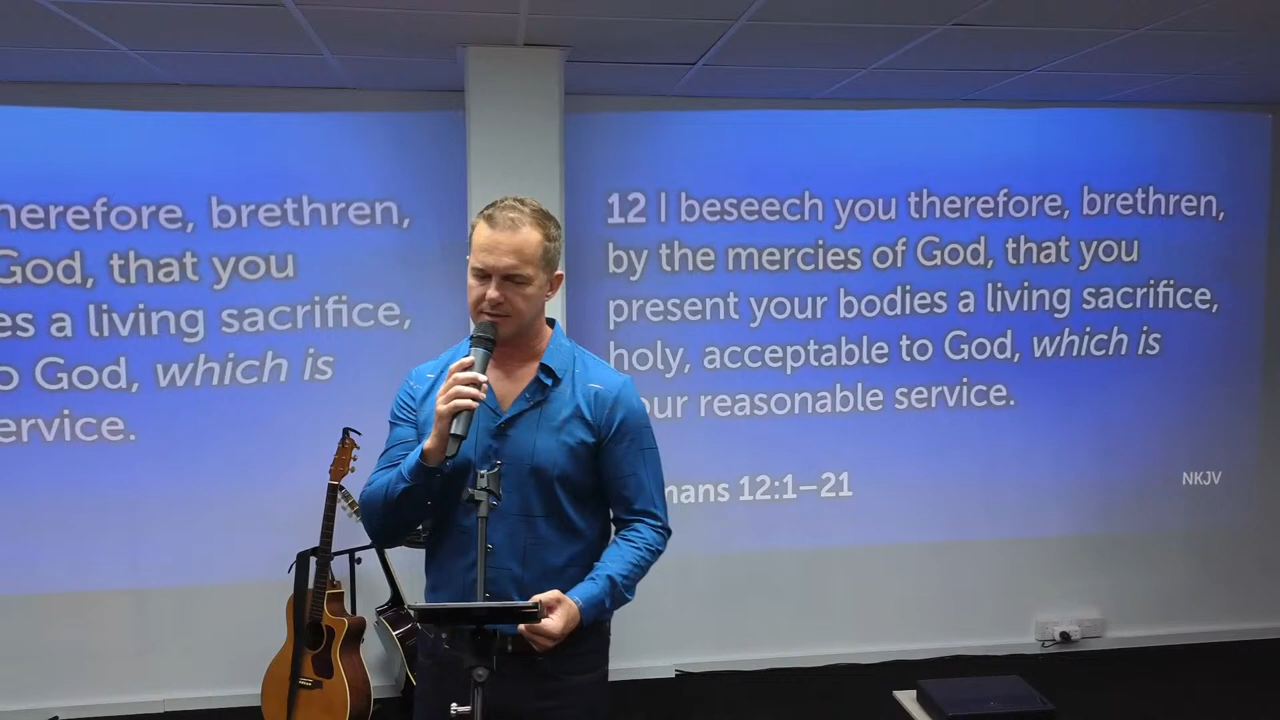 herefore, brethren,
God, that you
es a living sacrifice,
o God, which is
ervice.
12 I beseech you therefore, brethren,
by the mercies of God, that you
present your bodies a living sacrifice,
holy, acceptable to God, which is
our reasonable service.
mans 12:1–21
NKJV